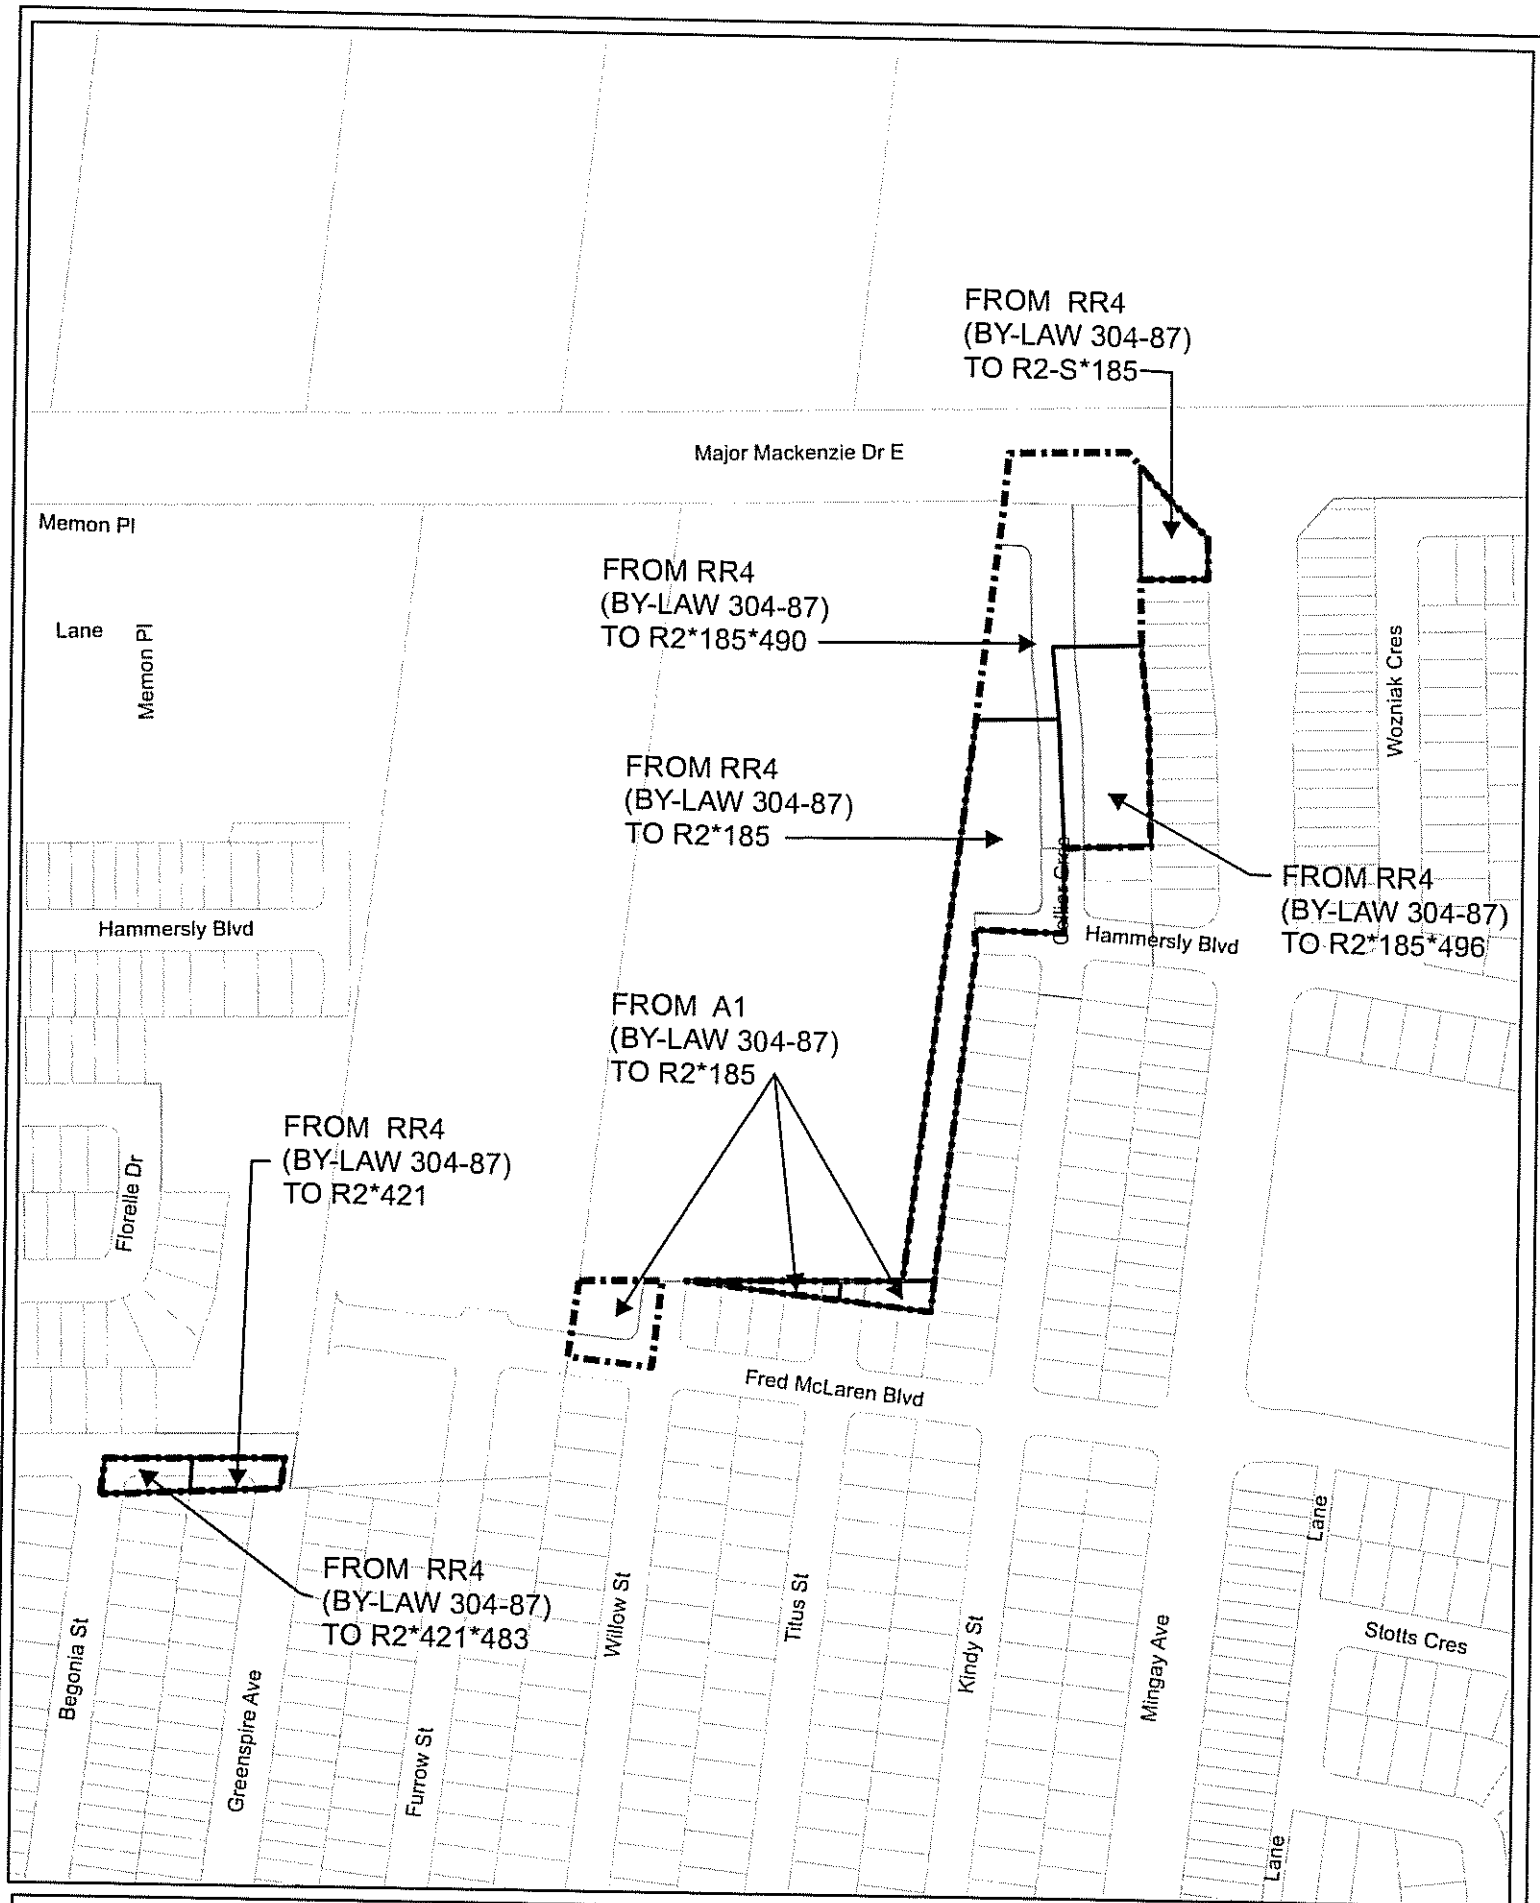 FROM RR4
(BY-LAW 304-87)
TO R2-S*185
Major Mackenzie Dr E
Memon Pl
FROM RR4
(BY-LAW 304-87)
TO R2*185*490
Lane
Memon Pl
Wozniak Cres
FROM RR4
(BY-LAW 304-87)
TO R2*185
FROM RR4
(BY-LAW 304-87)
TO R2*185*496
Collier Cres
Hammersly Blvd
Hammersly Blvd
FROM A1
(BY-LAW 304-87)
TO R2*185
FROM RR4
(BY-LAW 304-87)
TO R2*421
Florelle Dr
Fred McLaren Blvd
FROM RR4
(BY-LAW 304-87)
TO R2*421*483
Lane
Begonia St
Greenspire Ave
Furrow St
Willow St
Titus St
Kindy St
Mingay Ave
Stotts Cres
Lane